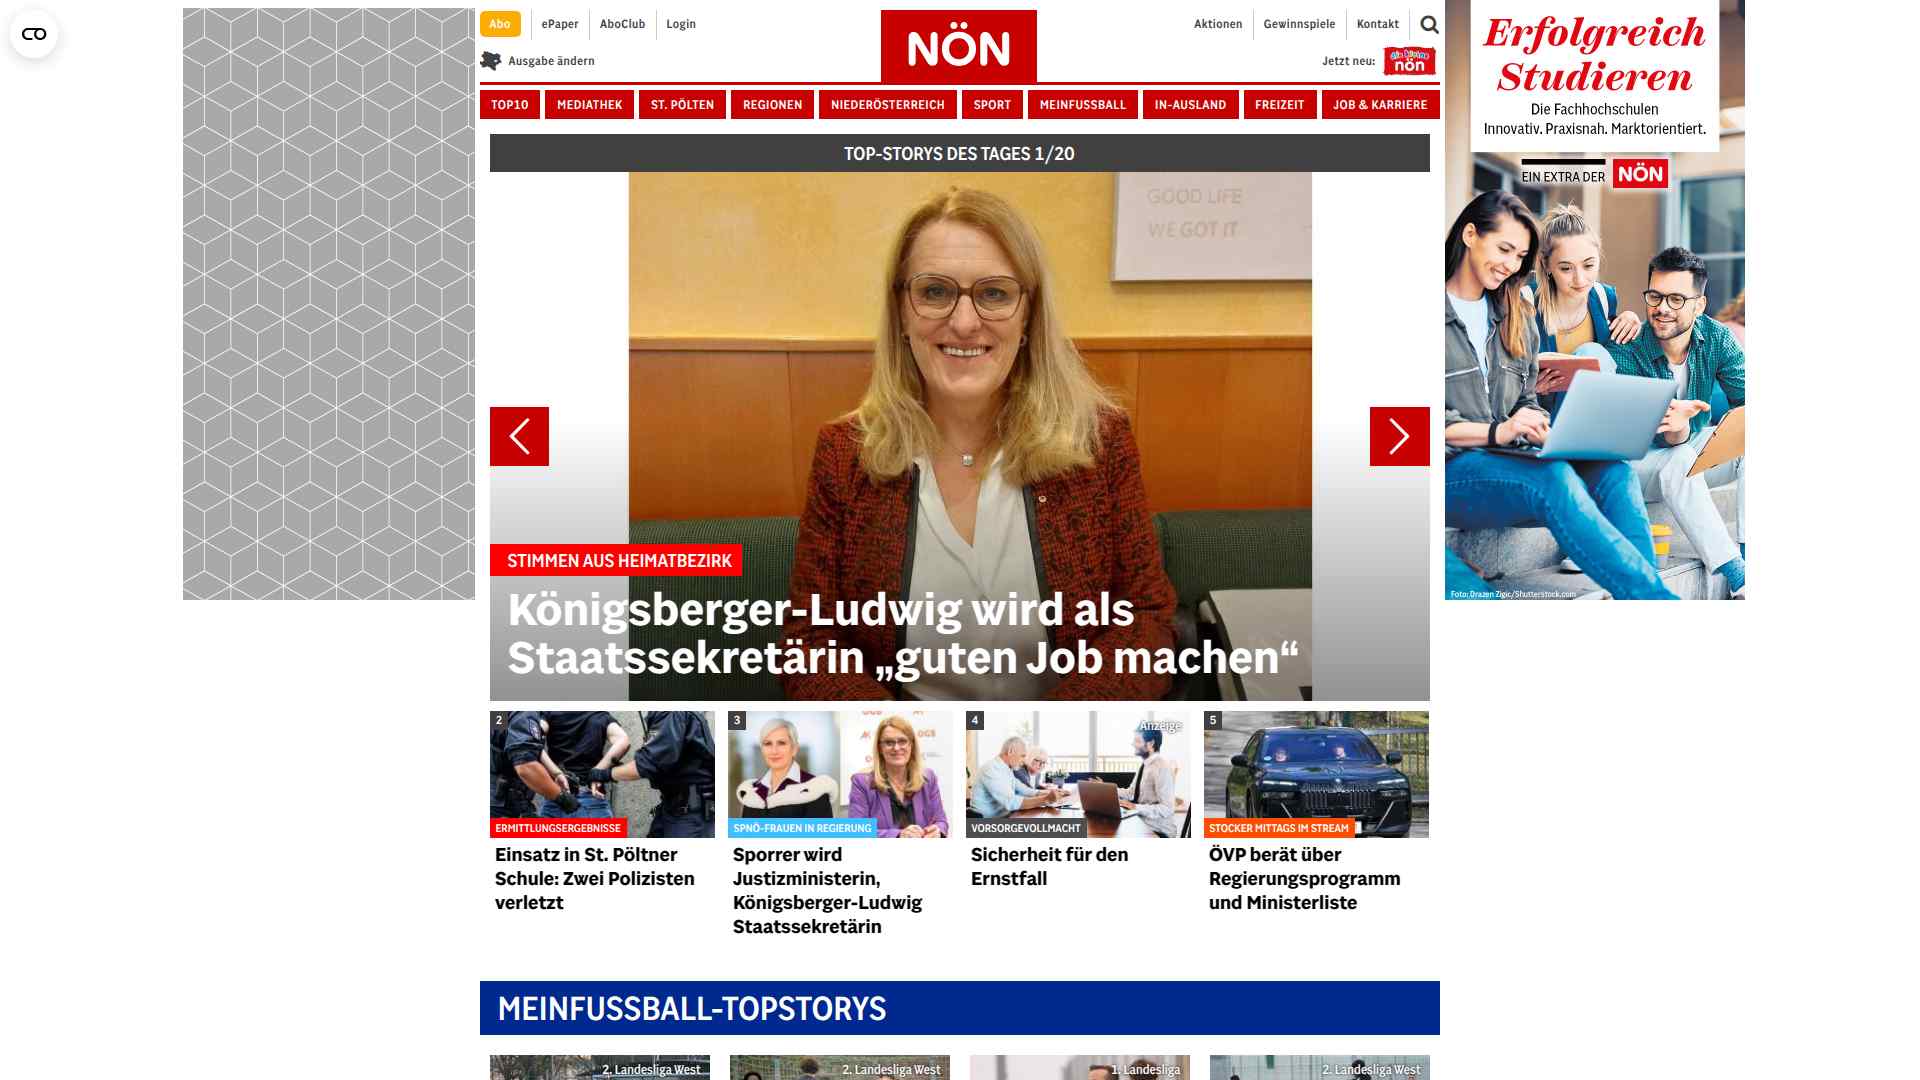 Abo
ePaper
AboClub
Login
NÖN
Aktionen
Gewinnspiele
Kontakt
Ausgabe ändern
Jetzt neu:
die kleine
nön
TOP10
MEDIATHEK
ST. PÖLTEN
REGIONEN
NIEDERÖSTERREICH
SPORT
MEINFUSSBALL
IN-AUSLAND
FREIZEIT
JOB & KARRIERE
TOP-STORYS DES TAGES 1/20
GOOD LIFE
WE GOT IT
STIMMEN AUS HEIMATBEZIRK
Königsberger-Ludwig wird als
Staatssekretärin „guten Job machen“
2
ERMITTLUNGSERGEBNISSE
Einsatz in St. Pöltner
Schule: Zwei Polizisten
verletzt
3
SPNÖ-FRAUEN IN REGIERUNG
Sporrer wird
Justizministerin,
Königsberger-Ludwig
Staatssekretärin
4
Anzeige
VORSORGEVOLLMACHT
Sicherheit für den
Ernstfall
5
STOCKER MITTAGS IM STREAM
ÖVP berät über
Regierungsprogramm
und Ministerliste
MEINFUSSBALL-TOPSTORYS
2. Landesliga West
2. Landesliga West
1. Landesliga
2. Landesliga West
Erfolgreich
Studieren
Die Fachhochschulen
Innovativ. Praxisnah. Marktorientiert.
EIN EXTRA DER NÖN
Foto: Drazen Zigic/Shutterstock.com